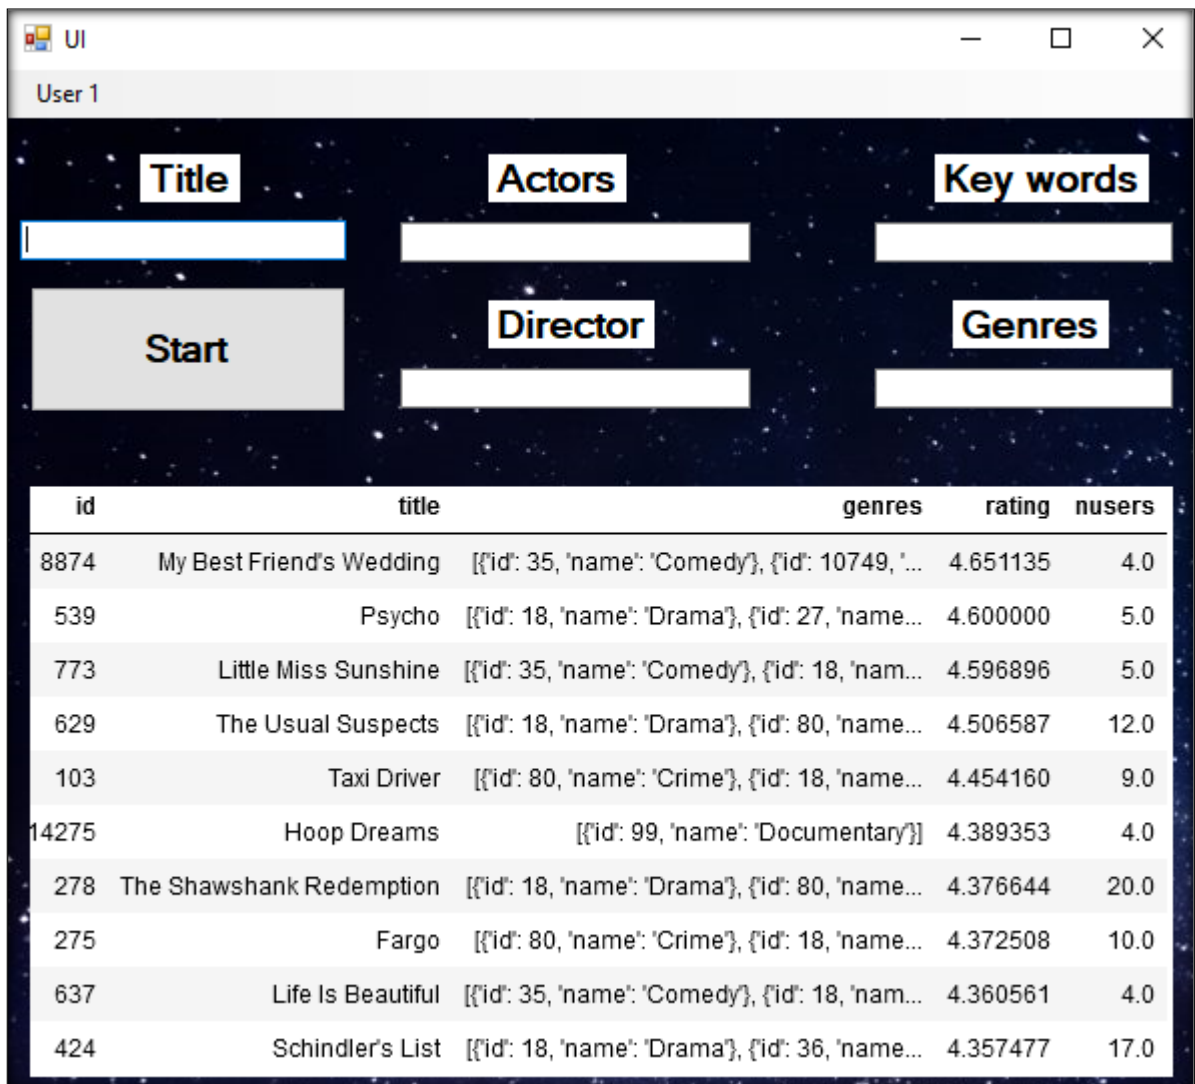 UI
User 1
Title Actors Key words
Start
Director Genres
id title genres rating nusers
8874 My Best Friend's Wedding [{'id': 35, 'name': 'Comedy'}, {'id': 10749, '... 4.651135 4.0
539 Psycho [{'id': 18, 'name': 'Drama'}, {'id': 27, 'name... 4.600000 5.0
773 Little Miss Sunshine [{'id': 35, 'name': 'Comedy'}, {'id': 18, 'nam... 4.596896 5.0
629 The Usual Suspects [{'id': 18, 'name': 'Drama'}, {'id': 80, 'name... 4.506587 12.0
103 Taxi Driver [{'id': 80, 'name': 'Crime'}, {'id': 18, 'name... 4.454160 9.0
14275 Hoop Dreams [{'id': 99, 'name': 'Documentary'}] 4.389353 4.0
278 The Shawshank Redemption [{'id': 18, 'name': 'Drama'}, {'id': 80, 'name... 4.376644 20.0
275 Fargo [{'id': 80, 'name': 'Crime'}, {'id': 18, 'name... 4.372508 10.0
637 Life Is Beautiful [{'id': 35, 'name': 'Comedy'}, {'id': 18, 'nam... 4.360561 4.0
424 Schindler's List [{'id': 18, 'name': 'Drama'}, {'id': 36, 'name... 4.357477 17.0